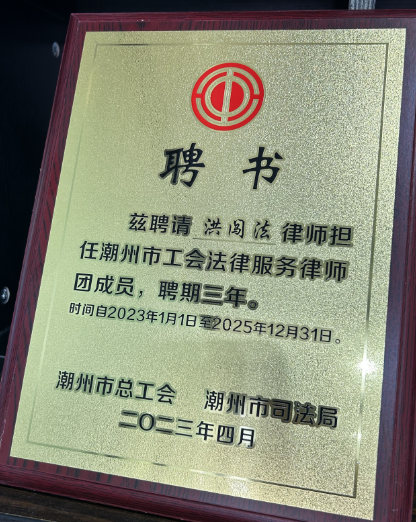 聘书
兹聘请 洪闯法 律师担
任潮州市工会法律服务律师
团成员，聘期三年。
时间自2023年1月1日至2025年12月31日。
潮州市总工会 潮州市司法局
二〇二三年四月